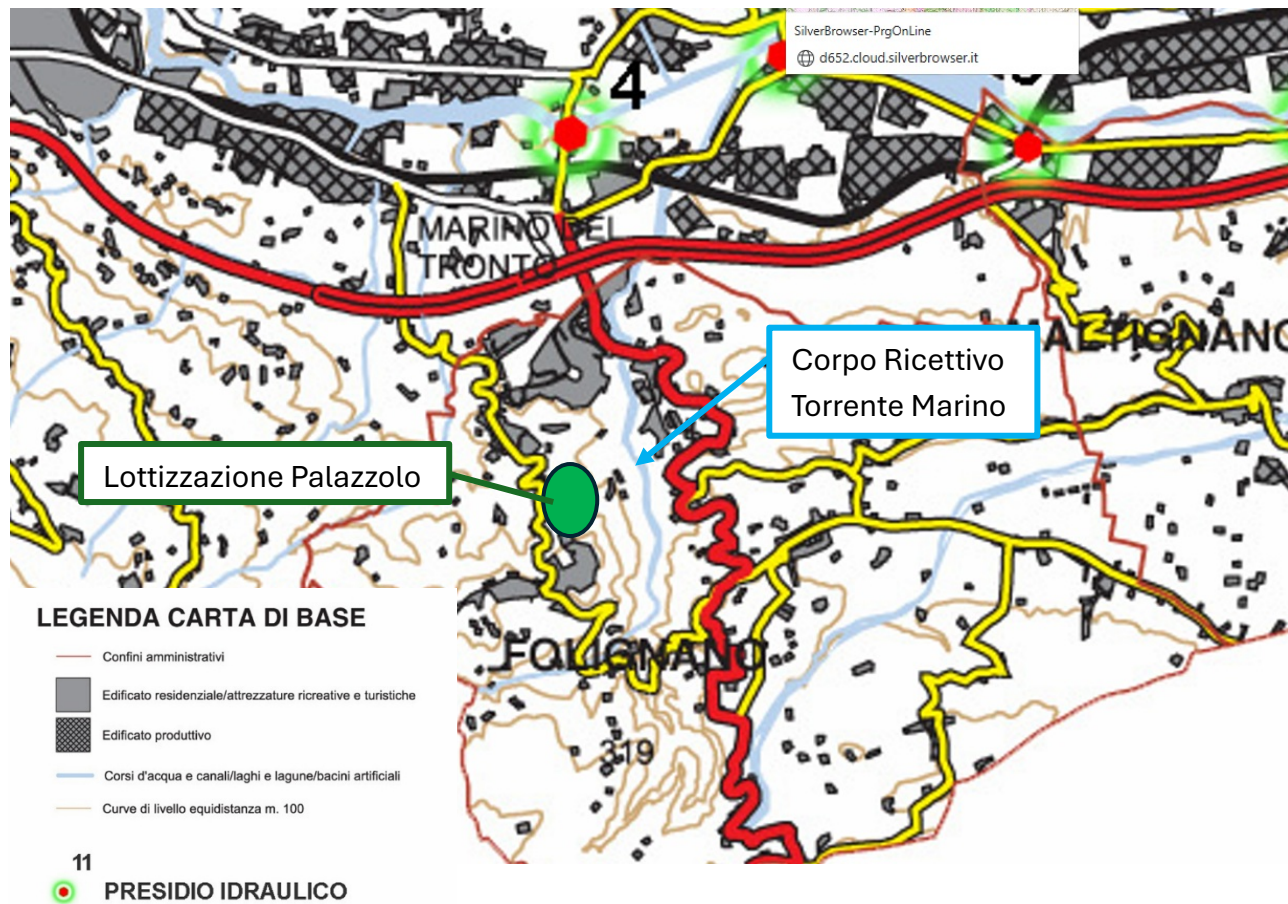 SilverBrowser-PrgOnLine
d652.cloud.silverbrowser.it
4
MARINO DEL
TRONTO
MALTIGNANO
Corpo Ricettivo
Torrente Marino
Lottizzazione Palazzolo
FOLIGNANO
319
LEGENDA CARTA DI BASE
Confini amministrativi
Edificato residenziale/attrezzature ricreative e turistiche
Edificato produttivo
Corsi d'acqua e canali/laghi e lagune/bacini artificiali
Curve di livello equidistanza m. 100
11
PRESIDIO IDRAULICO